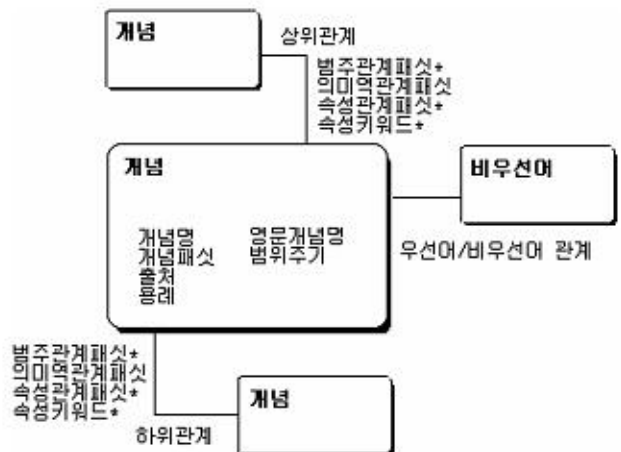 개념
상위관계
범주관계패싯*
의미역관계패싯
속성관계패싯*
속성키워드*
개념
비우선어
개념명 영문개념명
개념패싯 범위주기
출처
용례
우선어/비우선어 관계
범주관계패싯*
의미역관계패싯
속성관계패싯*
속성키워드*
개념
하위관계